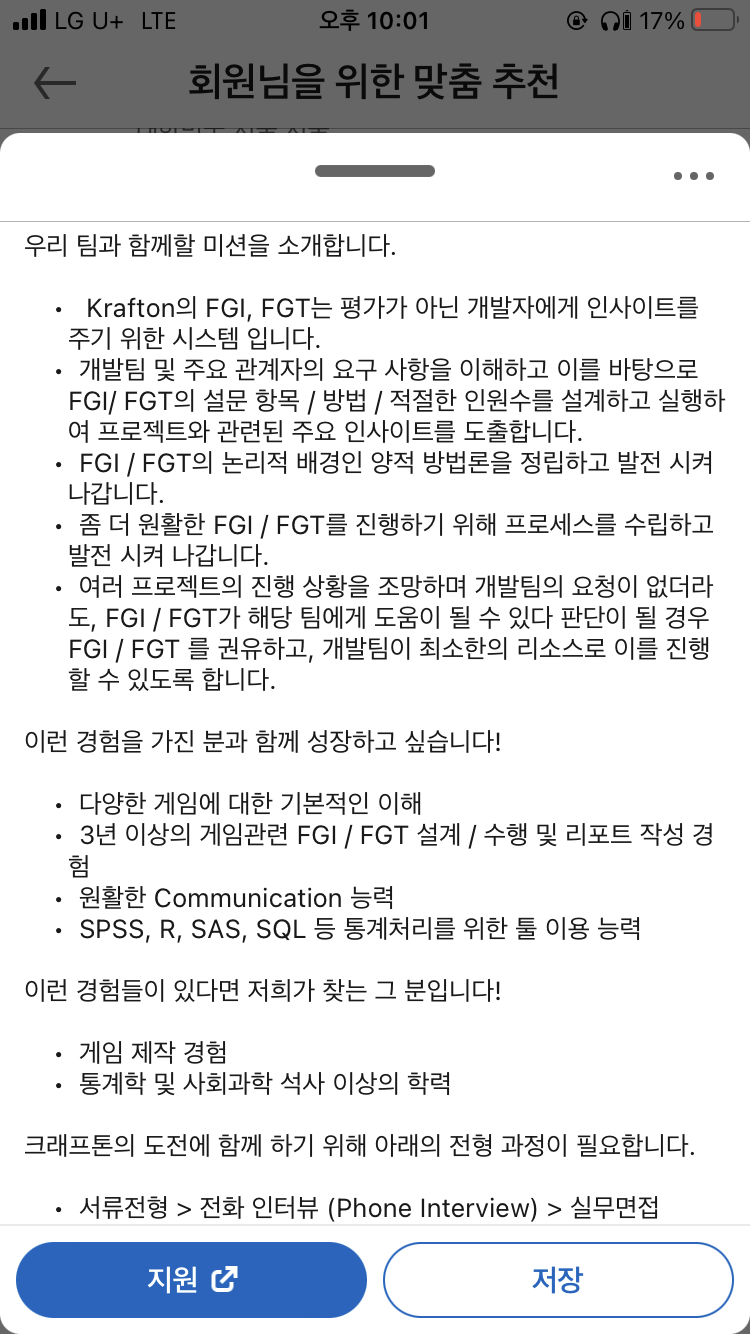 LG U+ LTE 오후 10:01 17%
회원님을 위한 맞춤 추천
우리 팀과 함께할 미션을 소개합니다.
• Krafton의 FGI, FGT는 평가가 아닌 개발자에게 인사이트를
주기 위한 시스템 입니다.
• 개발팀 및 주요 관계자의 요구 사항을 이해하고 이를 바탕으로
FGI/ FGT의 설문 항목 / 방법 / 적절한 인원수를 설계하고 실행하
여 프로젝트와 관련된 주요 인사이트를 도출합니다.
• FGI / FGT의 논리적 배경인 양적 방법론을 정립하고 발전 시켜
나갑니다.
• 좀 더 원활한 FGI / FGT를 진행하기 위해 프로세스를 수립하고
발전 시켜 나갑니다.
• 여러 프로젝트의 진행 상황을 조망하며 개발팀의 요청이 없더라
도, FGI / FGT가 해당 팀에게 도움이 될 수 있다 판단이 될 경우
FGI / FGT 를 권유하고, 개발팀이 최소한의 리소스로 이를 진행
할 수 있도록 합니다.
이런 경험을 가진 분과 함께 성장하고 싶습니다!
• 다양한 게임에 대한 기본적인 이해
• 3년 이상의 게임관련 FGI / FGT 설계 / 수행 및 리포트 작성 경
험
• 원활한 Communication 능력
• SPSS, R, SAS, SQL 등 통계처리를 위한 툴 이용 능력
이런 경험들이 있다면 저희가 찾는 그 분입니다!
• 게임 제작 경험
• 통계학 및 사회과학 석사 이상의 학력
크래프톤의 도전에 함께 하기 위해 아래의 전형 과정이 필요합니다.
• 서류전형 > 전화 인터뷰 (Phone Interview) > 실무면접
지원
저장